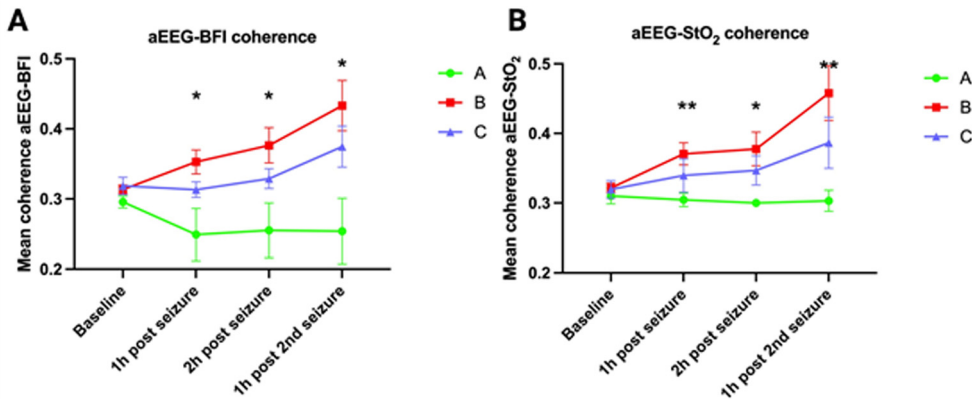 A
aEEG-BFI coherence
Mean coherence aEEG-BFI
0.5
0.4
0.3
0.2
*
*
*
A
B
C
Baseline
1h post seizure
2h post seizure
1h post 2nd seizure
B
aEEG-StO₂ coherence
Mean coherence aEEG-StO₂
0.5
0.4
0.3
0.2
**
*
**
A
B
C
Baseline
1h post seizure
2h post seizure
1h post 2nd seizure